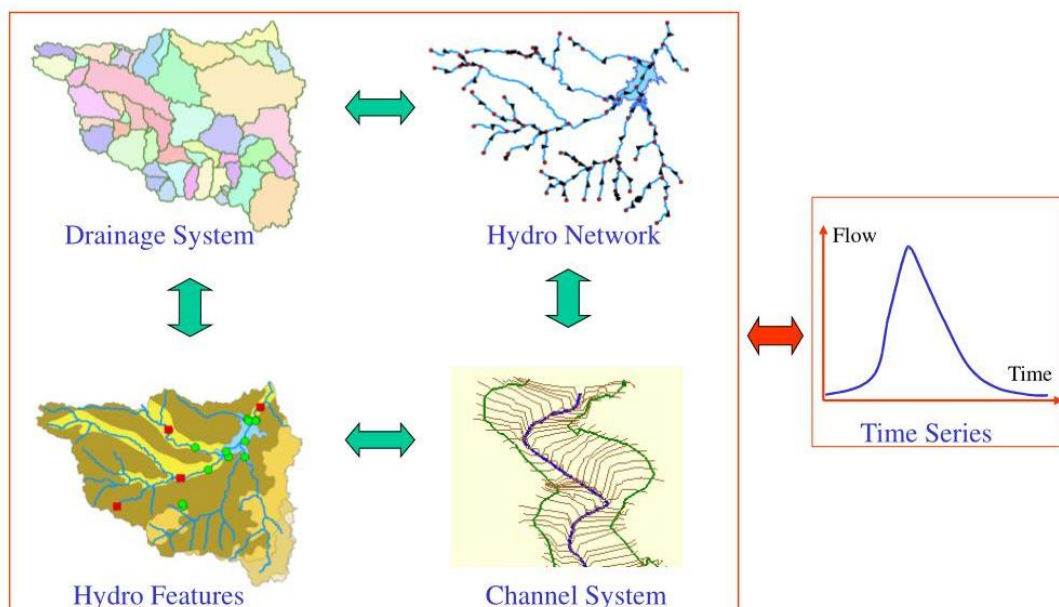 Drainage System
Hydro Network
Flow
Time
Time Series
Hydro Features
Channel System